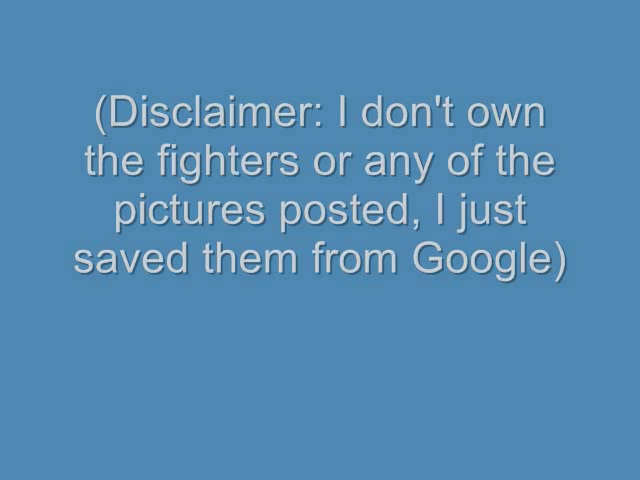 (Disclaimer: I don't own
the fighters or any of the
pictures posted, I just
saved them from Google)